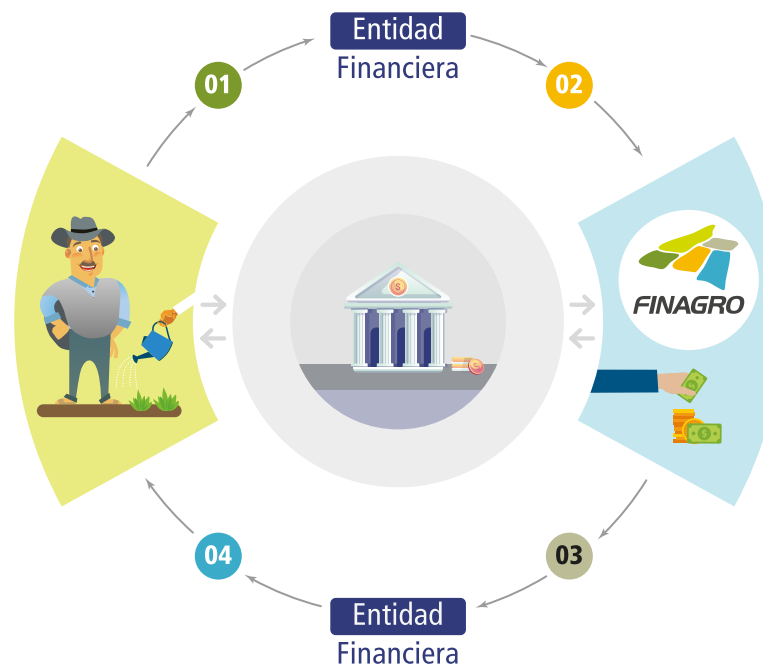 Entidad
Financiera
01
02
$
FINAGRO
$
$
04
03
Entidad
Financiera